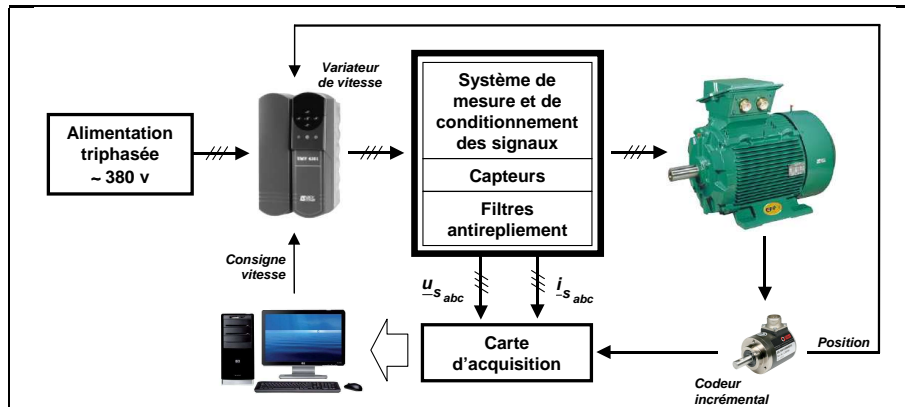 Variateur
de vitesse
Alimentation
triphasée
~ 380 v
Système de
mesure et de
conditionnement
des signaux
Capteurs
Filtres
antirepliement
Consigne
vitesse
u s abc
i s abc
Carte
d'acquisition
Position
Codeur
incrémental